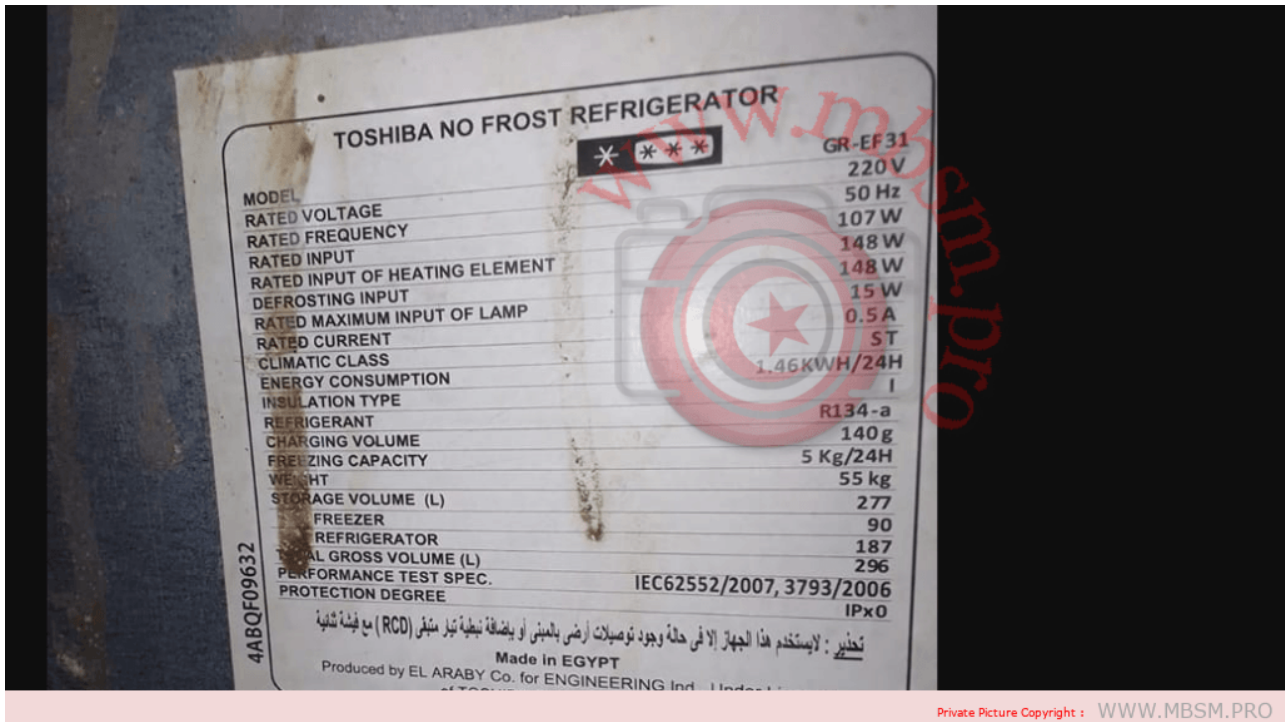 TOSHIBA NO FROST REFRIGERATOR
MODEL GR-EF31
RATED VOLTAGE 220 V
RATED FREQUENCY 50 Hz
RATED INPUT 107 W
RATED INPUT OF HEATING ELEMENT 148 W
DEFROSTING INPUT 148 W
RATED MAXIMUM INPUT OF LAMP 15 W
RATED CURRENT 0.5 A
CLIMATIC CLASS ST
ENERGY CONSUMPTION 1.46KWH/24H
INSULATION TYPE I
REFRIGERANT R134-a
CHARGING VOLUME 140 g
FREEZING CAPACITY 5 Kg/24H
WEIGHT 55 kg
STORAGE VOLUME (L) 277
FREEZER 90
REFRIGERATOR 187
TOTAL GROSS VOLUME (L) 296
PERFORMANCE TEST SPEC. IEC62552/2007, 3793/2006
PROTECTION DEGREE IPx0
4ABQF09632
تحذير : لايستخدم هذا الجهاز إلا فى حالة وجود توصيلات أرضى بالمبنى أو بإضافة نبطية تيار متبقى (RCD) مع فيشة ثنائية
Made in EGYPT
Produced by EL ARABY Co. for ENGINEERING Ind.
www.mbsm.pro
Private Picture Copyright : WWW.MBSM.PRO